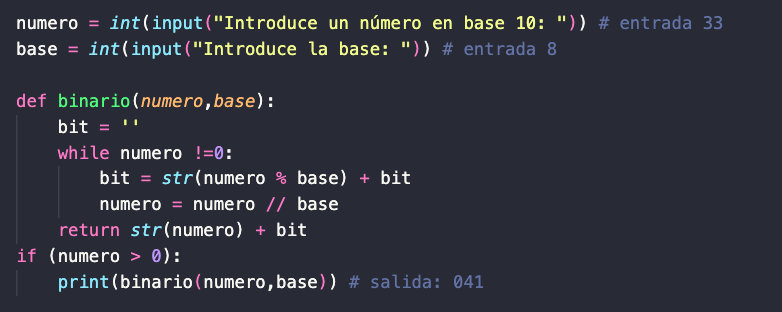 numero = int(input("Introduce un número en base 10: ")) # entrada 33
base = int(input("Introduce la base: ")) # entrada 8

def binario(numero,base):
    bit = ''
    while numero !=0:
        bit = str(numero % base) + bit
        numero = numero // base
    return str(numero) + bit
if (numero > 0):
    print(binario(numero,base)) # salida: 041